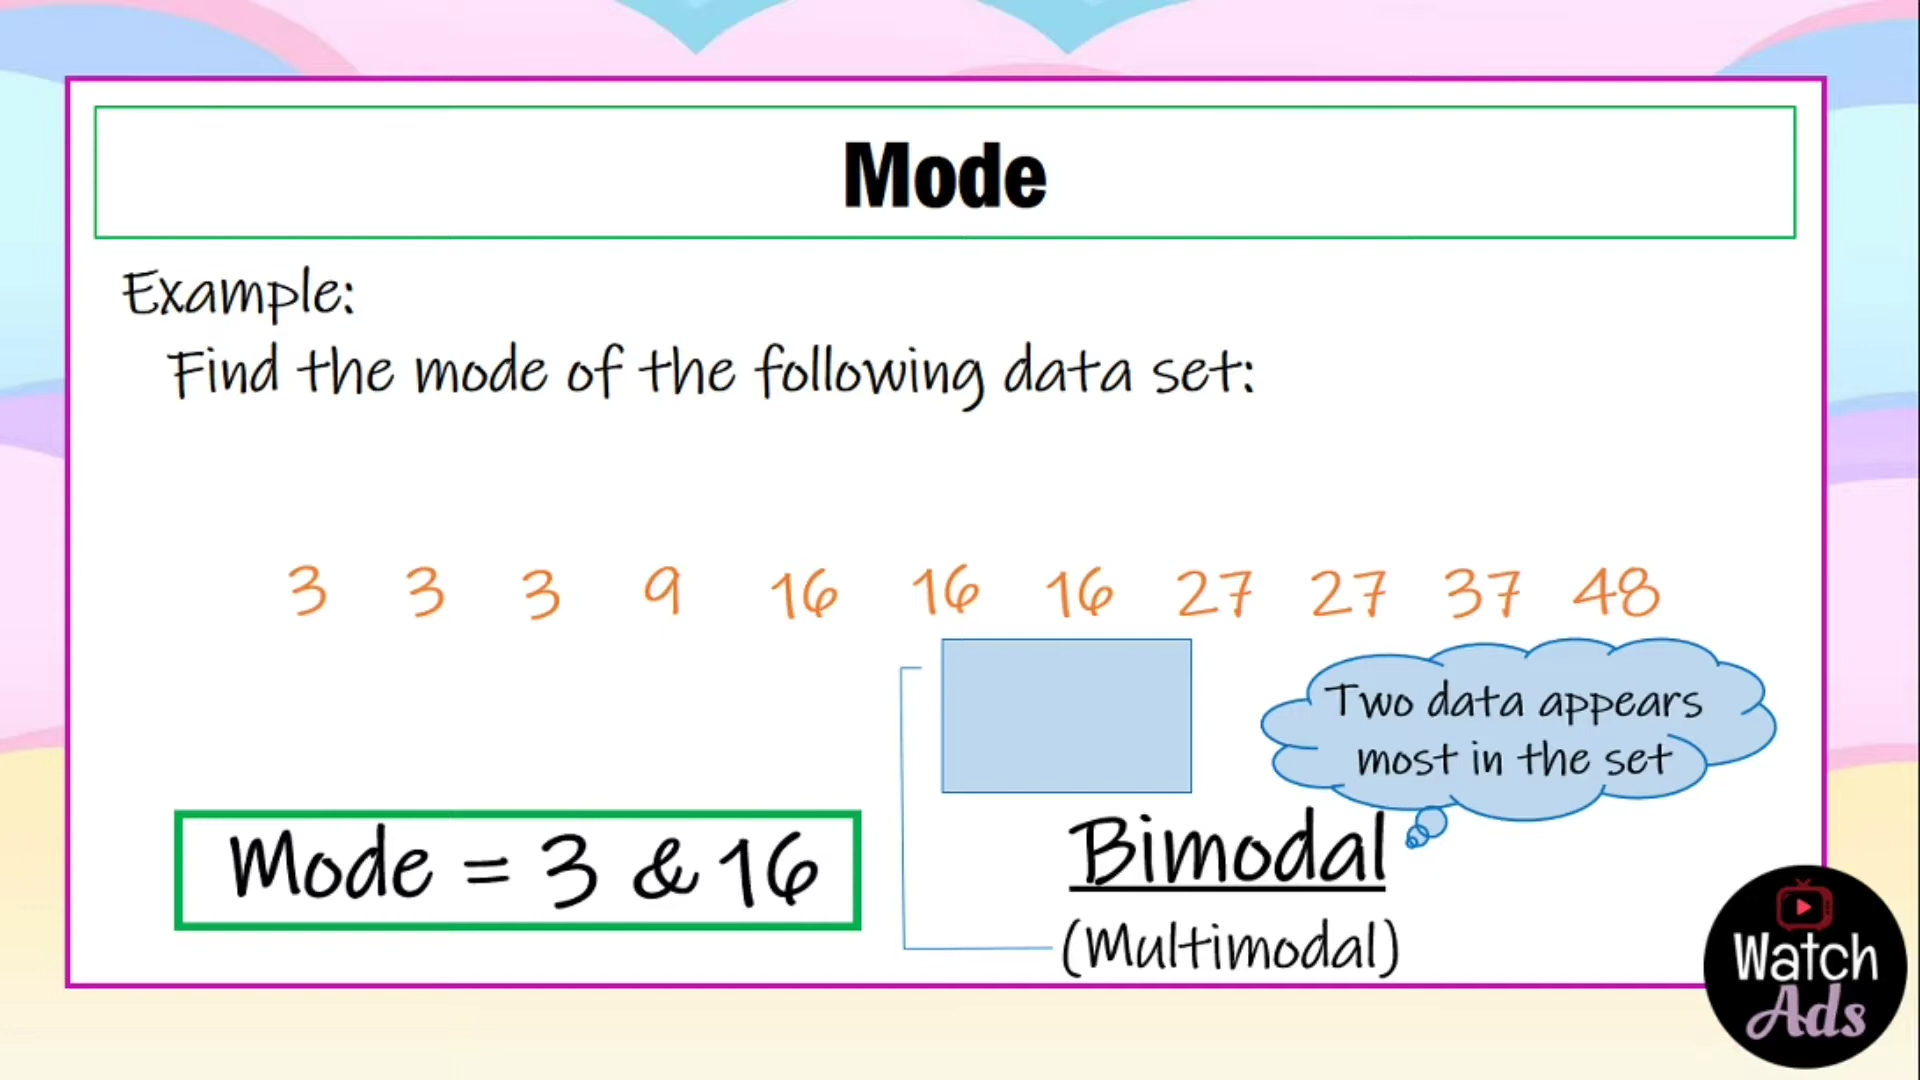 Mode
Example:
Find the mode of the following data set:
3 3 3 9 16 16 16 27 27 37 48
Two data appears
most in the set
Mode = 3 & 16
Bimodal
(Multimodal)
Watch
Ads